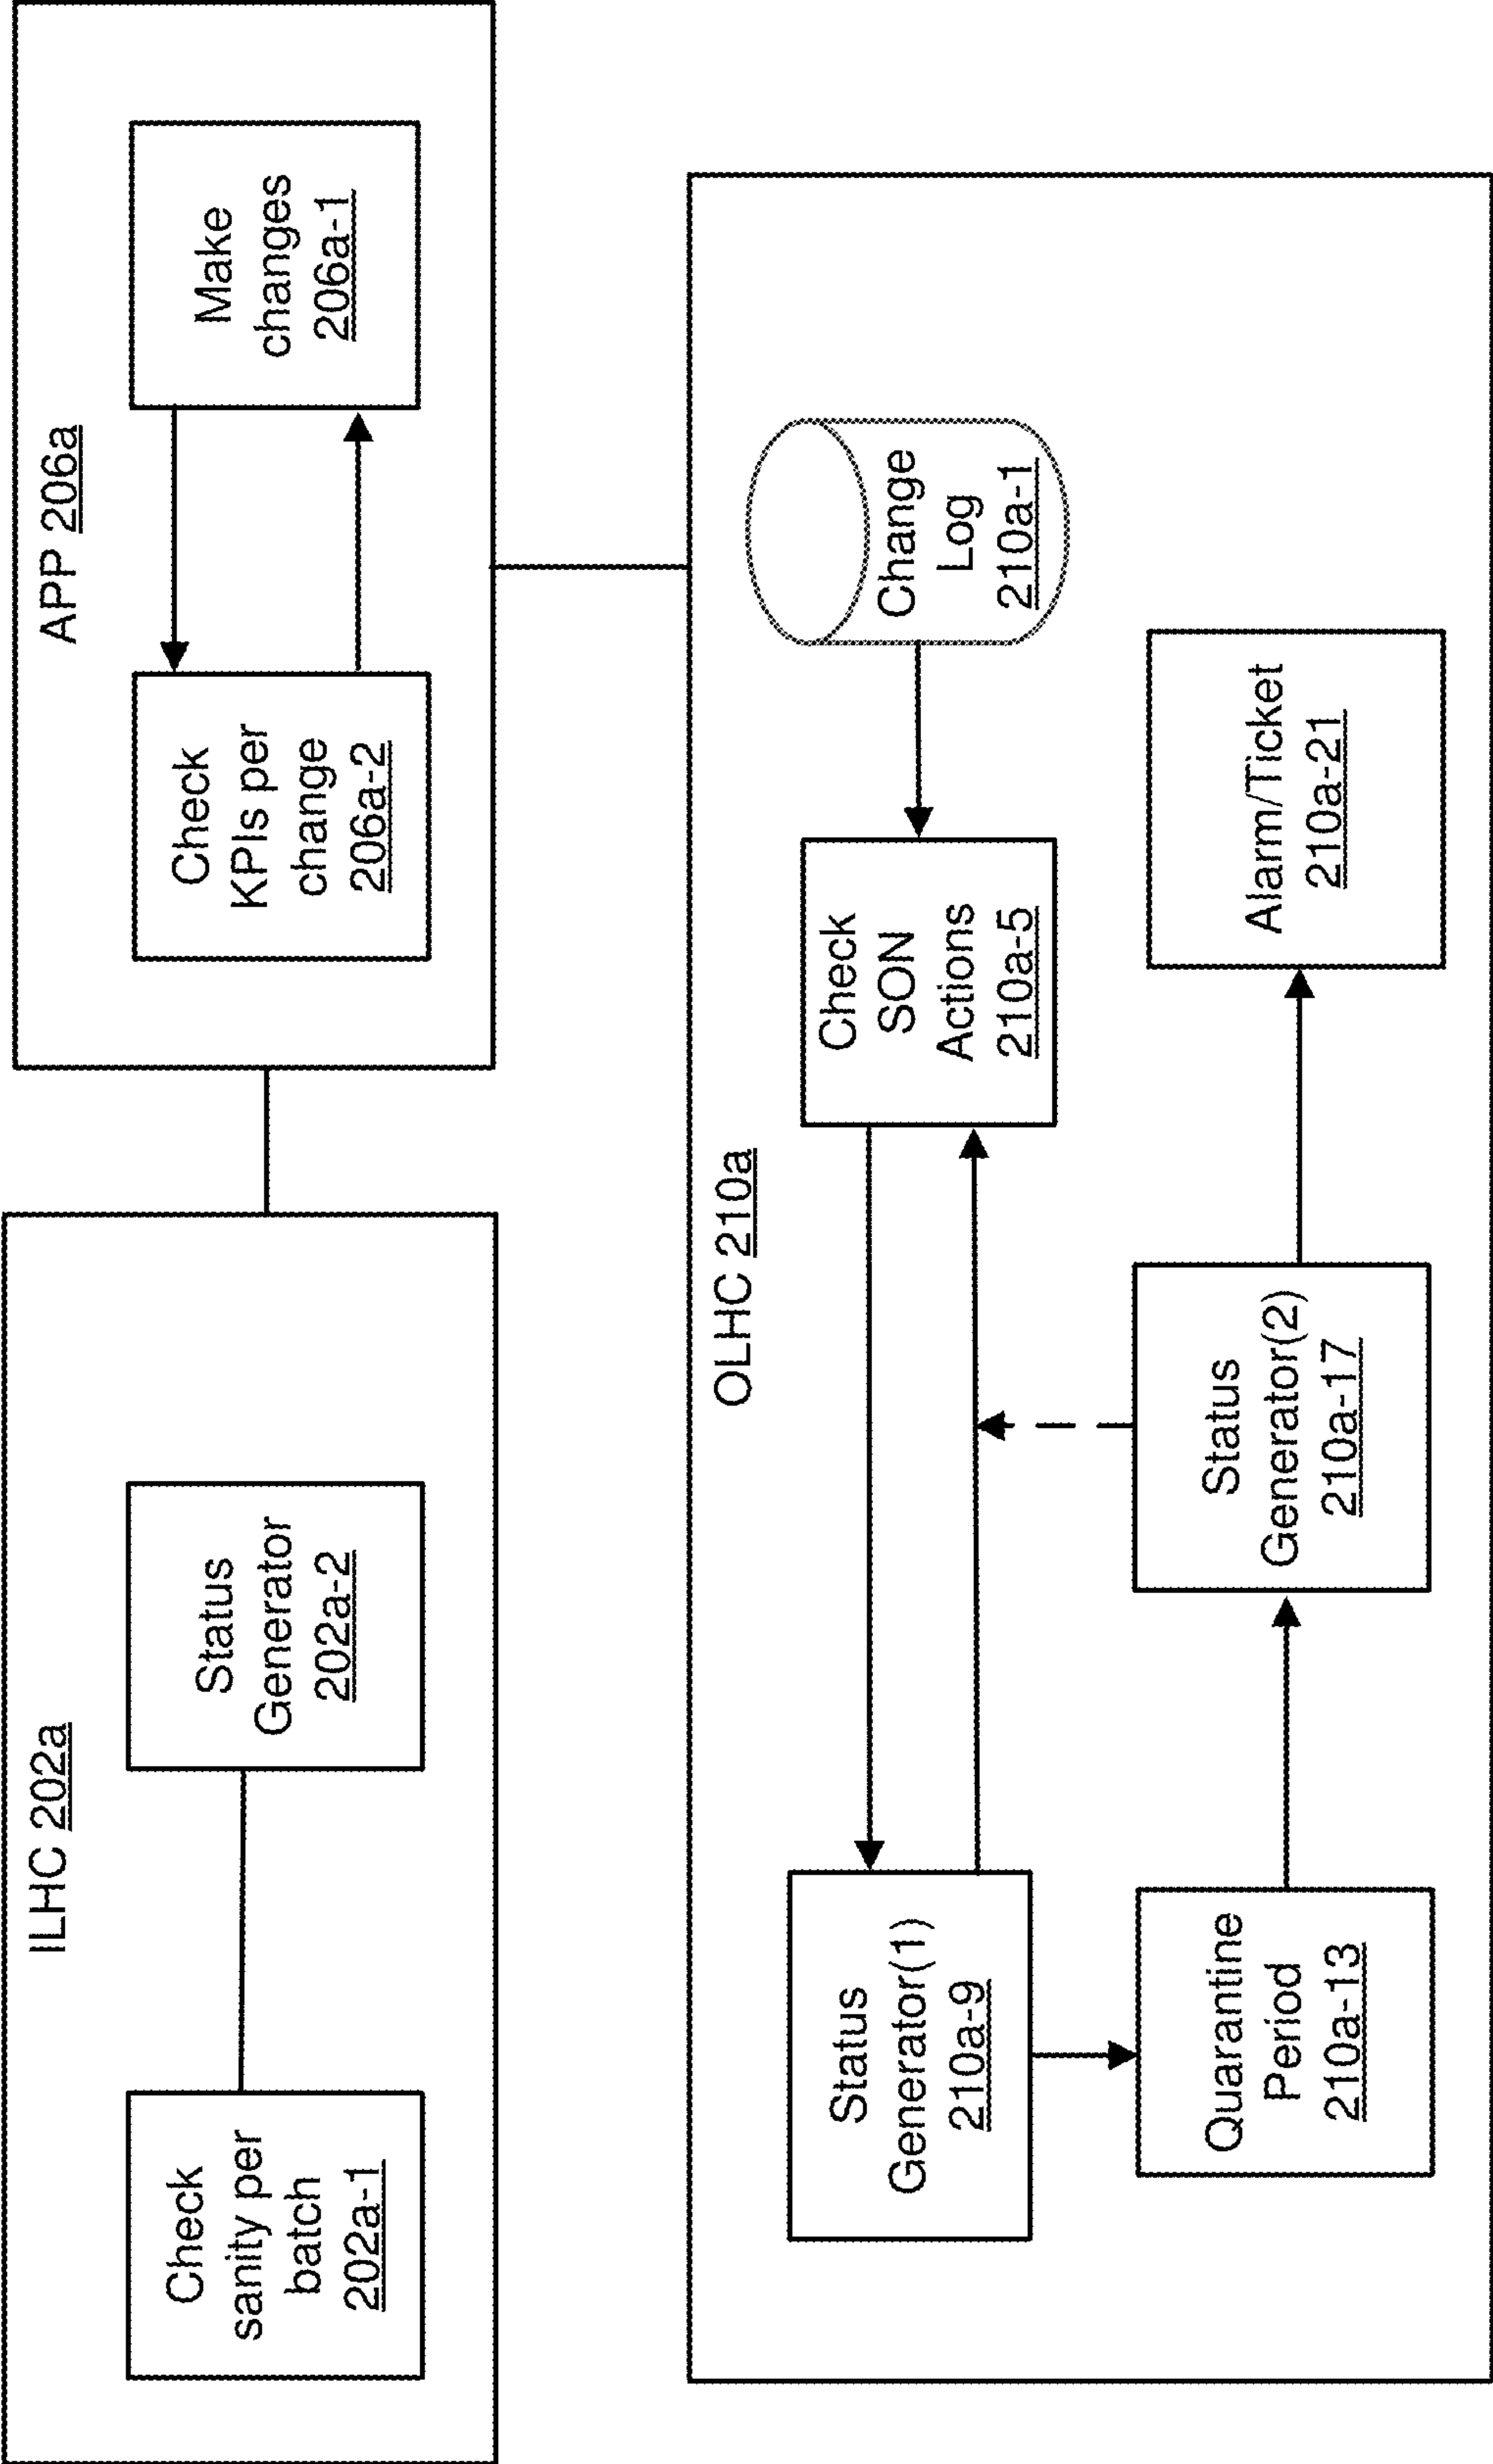 ILHC 202a
Check
sanity per
batch
202a-1
Status
Generator
202a-2
APP 206a
Check
KPIs per
change
206a-2
Make
changes
206a-1
OLHC 210a
Status
Generator(1)
210a-9
Check
SON
Actions
210a-5
Change
Log
210a-1
Quarantine
Period
210a-13
Status
Generator(2)
210a-17
Alarm/Ticket
210a-21